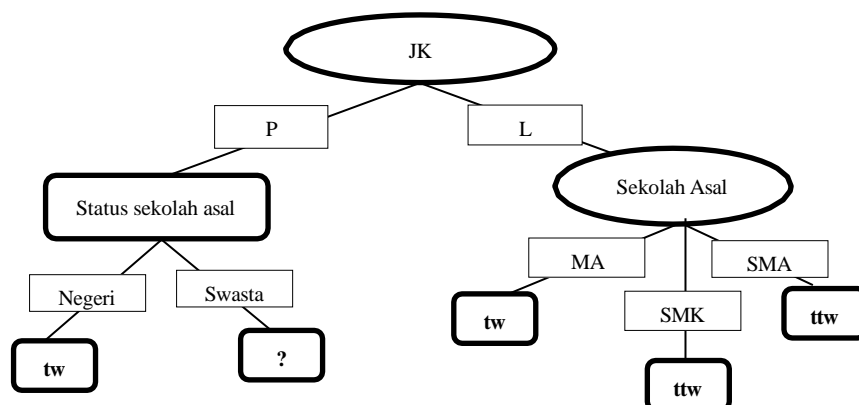 JK
P
L
Status sekolah asal
Sekolah Asal
Negeri
Swasta
MA
SMA
SMK
tw
?
tw
ttw
ttw